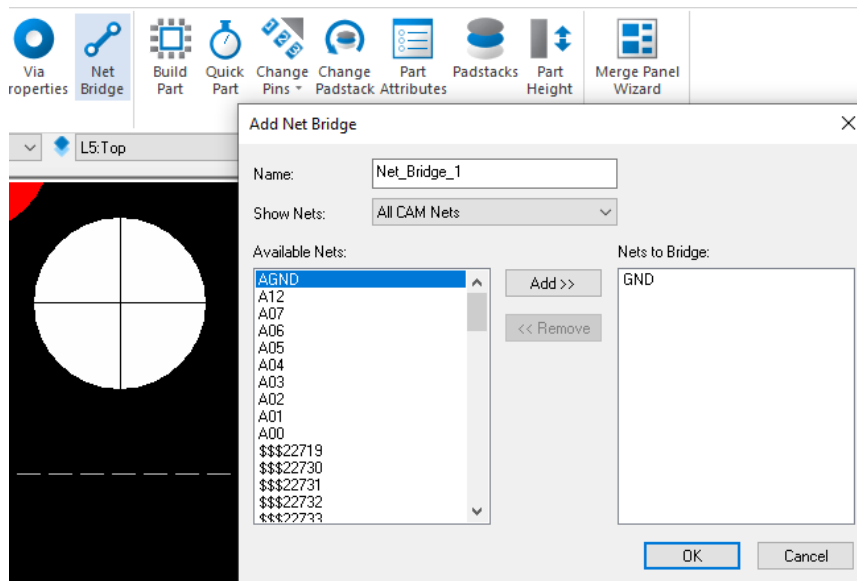 Via
roperties
Net
Bridge
Build
Part
Quick
Part
Change
Pins
Change
Padstack
Part
Attributes
Padstacks
Part
Height
Merge Panel
Wizard
L5:Top
Add Net Bridge
Name:
Net_Bridge_1
Show Nets:
All CAM Nets
Available Nets:
Nets to Bridge:
AGND
A12
A07
A06
A05
A04
A03
A02
A01
A00
$$$22719
$$$22730
$$$22731
$$$22732
$$$22733
Add >>
<< Remove
GND
OK
Cancel